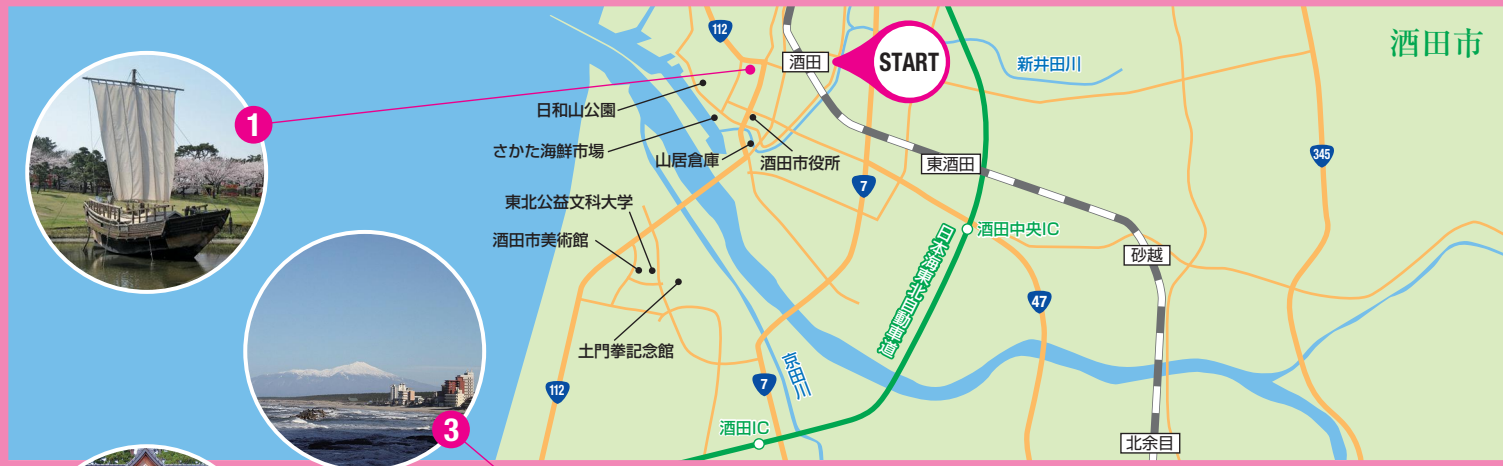 酒田市
112
酒田
START
新井田川
1
日和山公園
さかた海鮮市場
山居倉庫
酒田市役所
東酒田
345
7
東北公益文科大学
酒田市美術館
酒田中央IC
日本海東北自動車道
砂越
47
土門拳記念館
京田川
112
7
3
酒田IC
北余目